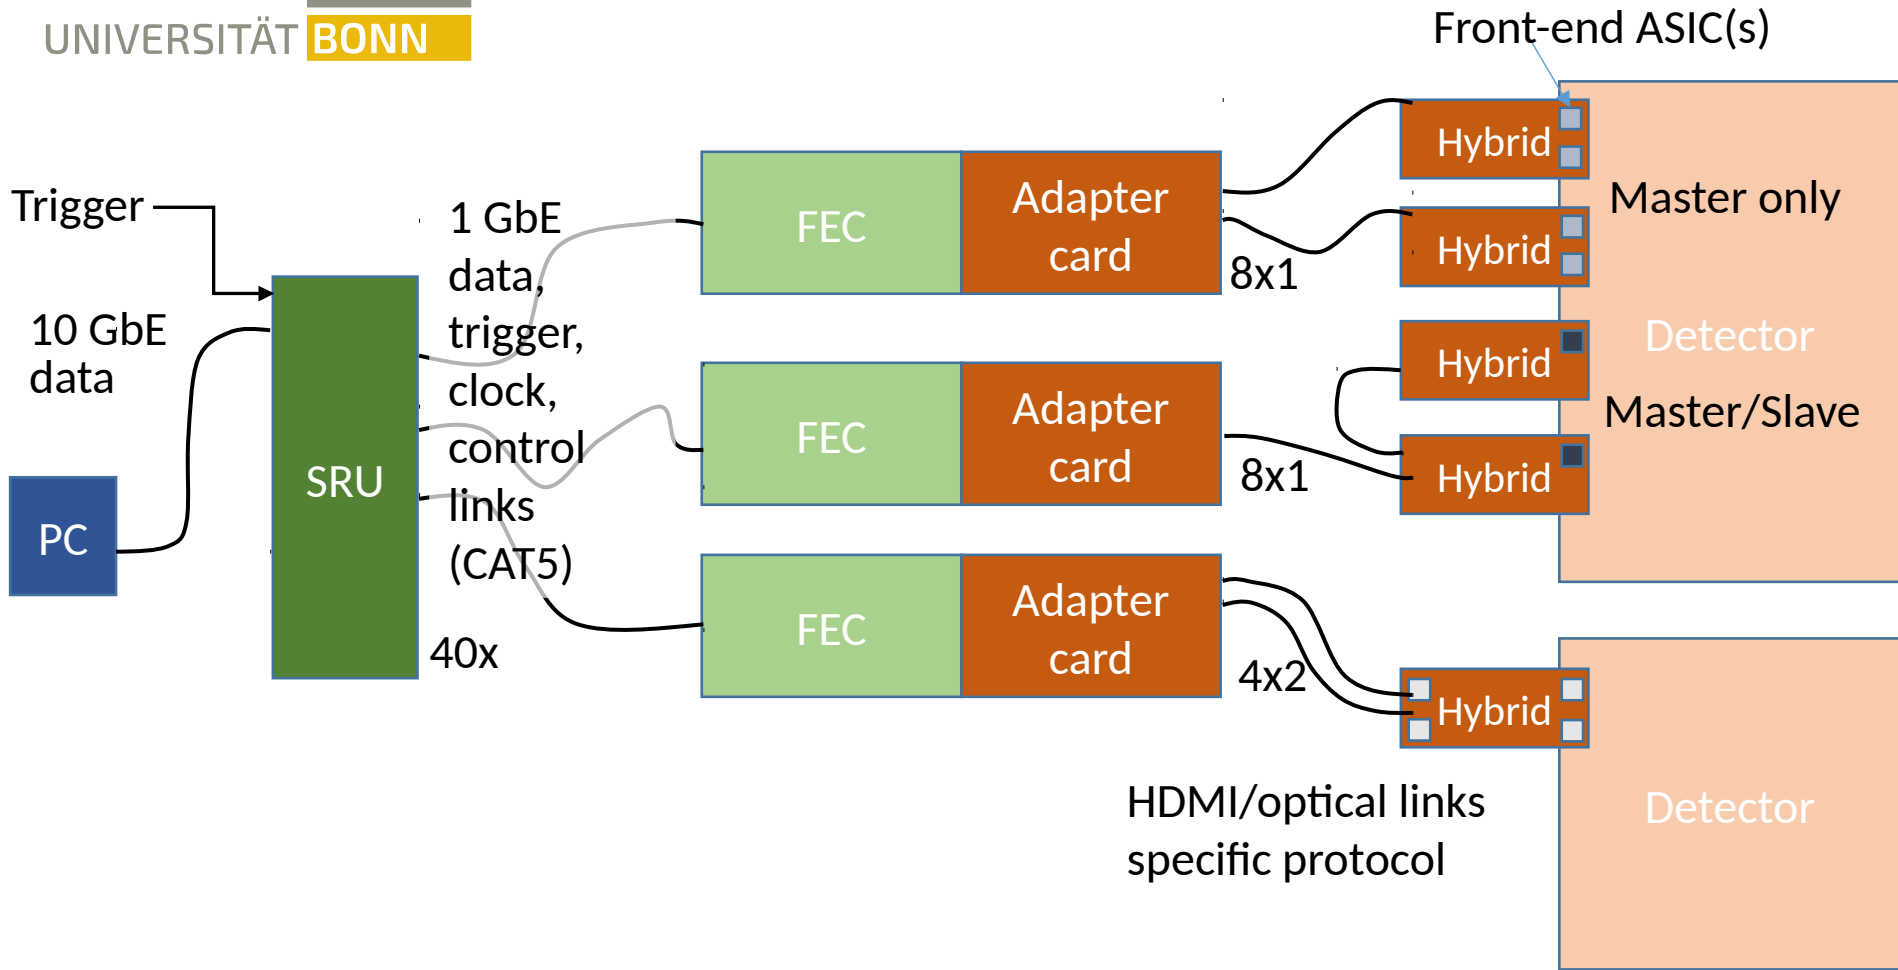 UNIVERSITÄT BONN
Front-end ASIC(s)
Trigger
10 GbE
data
PC
SRU
1 GbE
data,
trigger,
clock,
control
links
(CAT5)
40x
FEC
Adapter
card
8x1
FEC
Adapter
card
8x1
FEC
Adapter
card
4x2
Hybrid
Hybrid
Hybrid
Hybrid
Hybrid
Master only
Detector
Master/Slave
Detector
HDMI/optical links
specific protocol